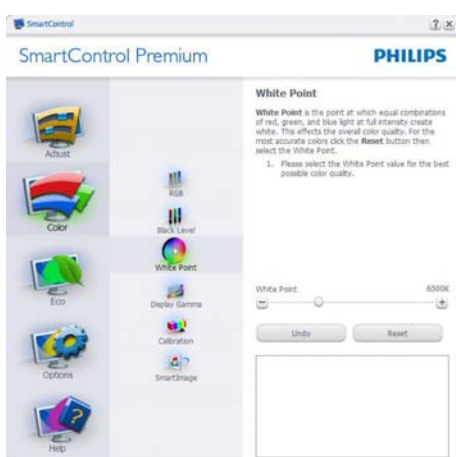 SmartControl
SmartControl Premium
PHILIPS
Adjust
Color
Eco
Options
Help
RGB
Black Level
White Point
Display Gamma
Calibration
SmartImage
White Point
White Point is the point at which equal combinations
of red, green, and blue light at full intensity create
white. This effects the overall color quality. For the
most accurate colors click the Reset button then
select the White Point.
1. Please select the White Point value for the best
possible color quality.
White Point 6500K
Undo Reset